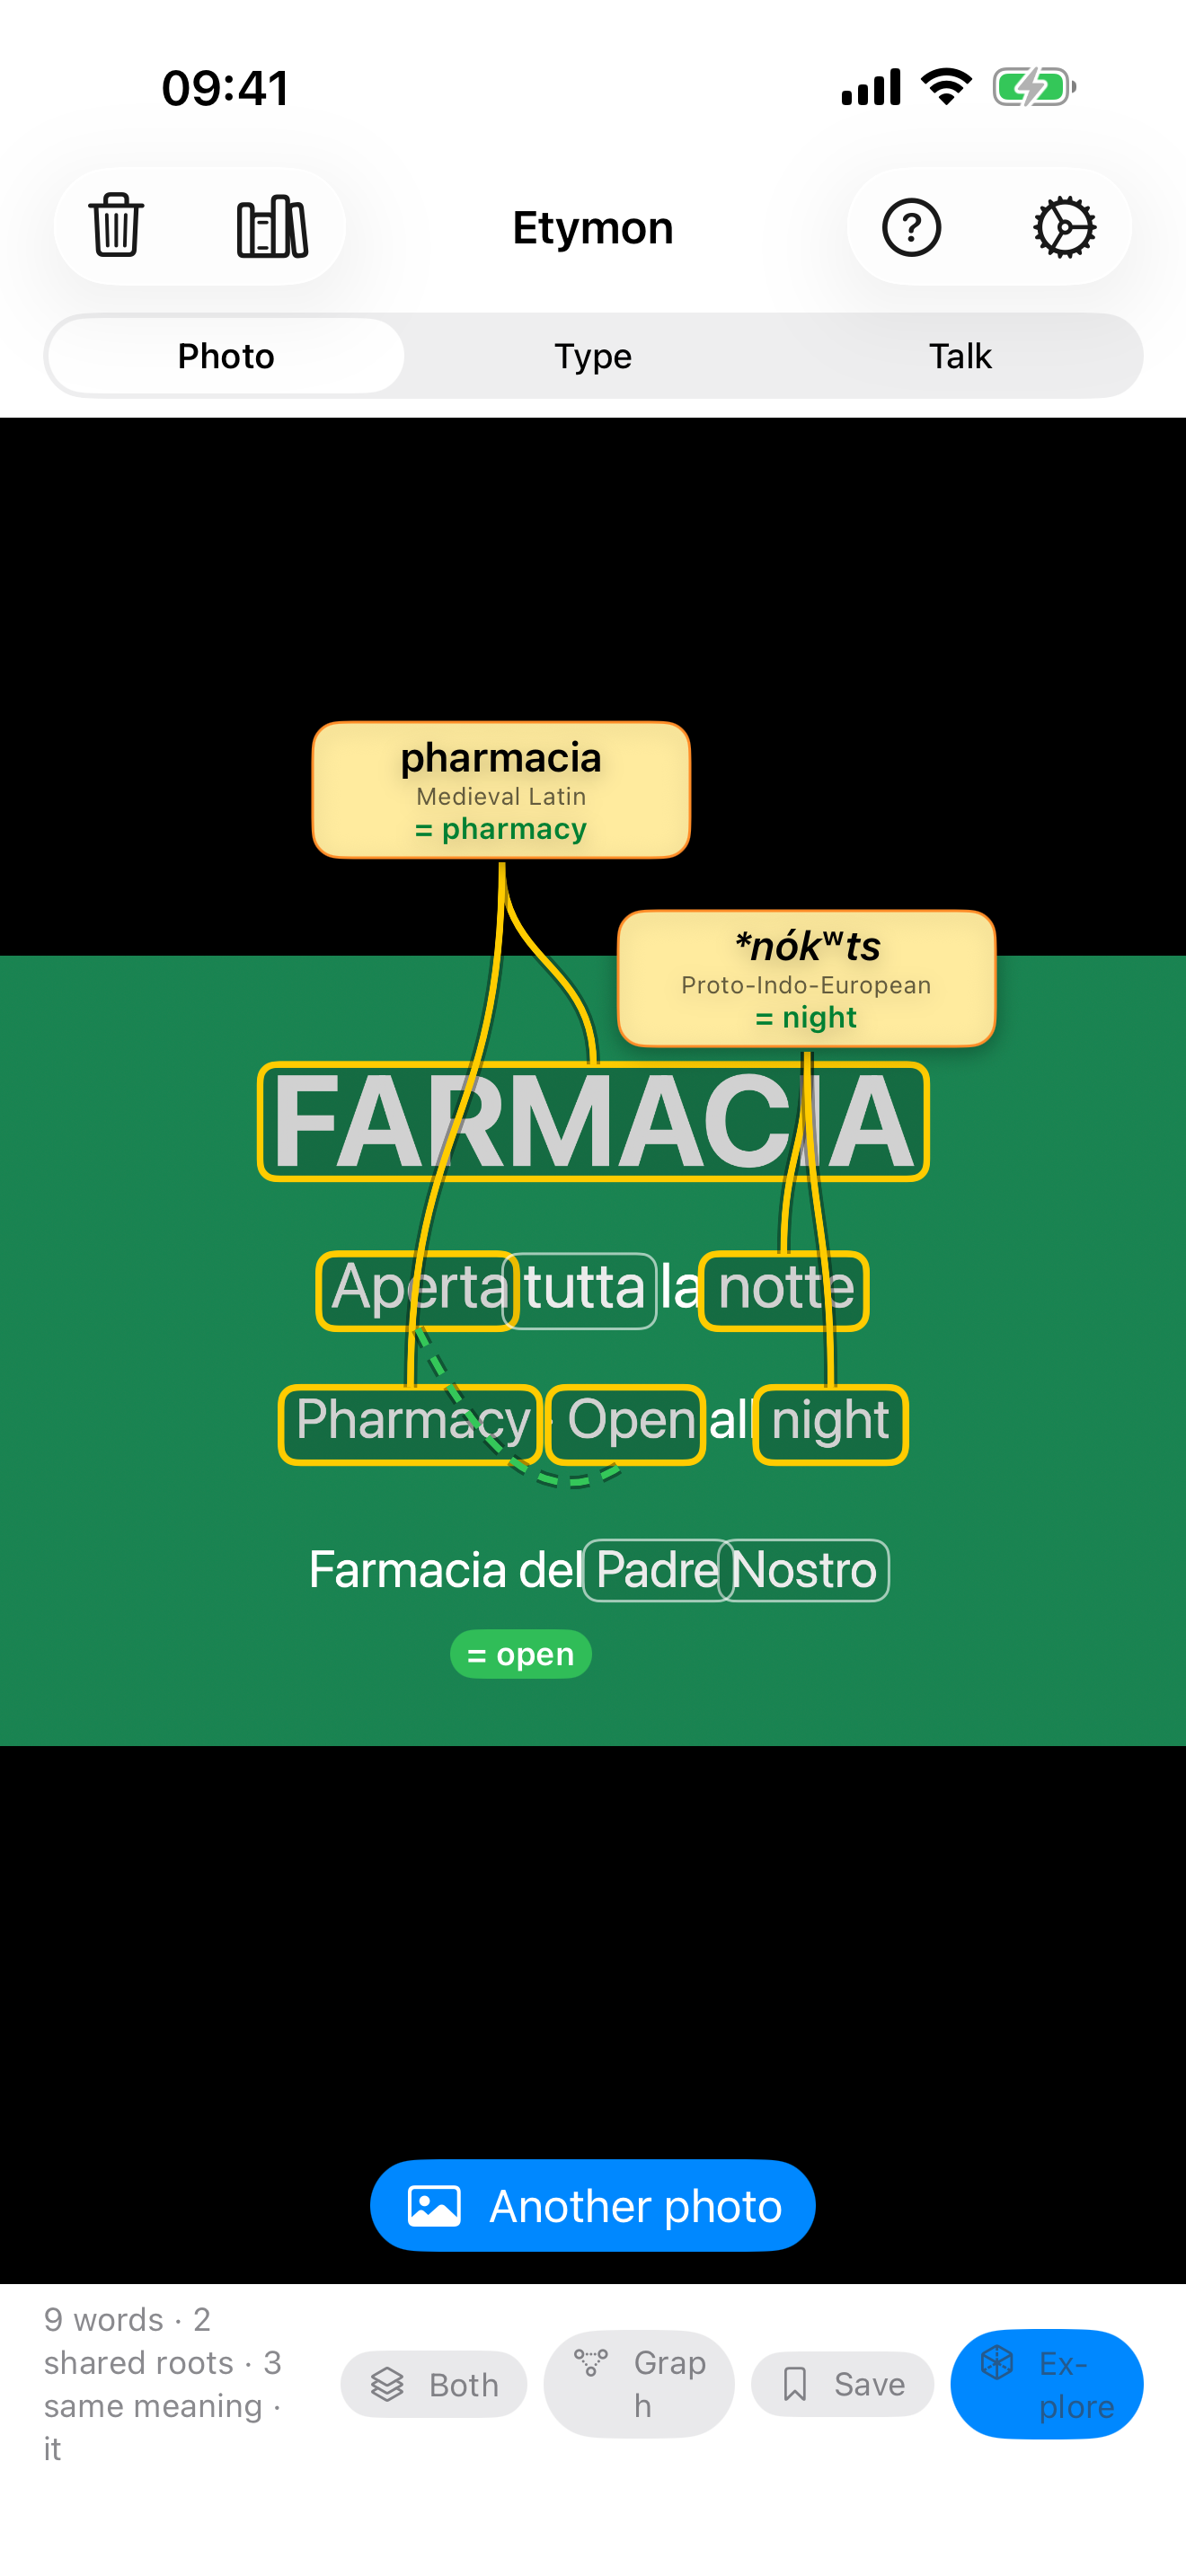 09:41
Etymon
Photo
Type
Talk
pharmacia
Medieval Latin
= pharmacy
*nókʷts
Proto-Indo-European
= night
FARMACIA
Aperta tutta la notte
Pharmacy · Open all night
Farmacia del Padre Nostro
= open
Another photo
9 words · 2
shared roots · 3
same meaning ·
it
Both
Grap
h
Save
Ex-
plore